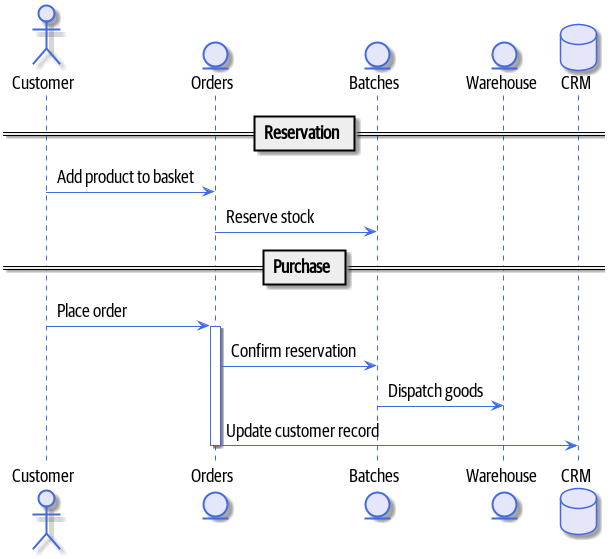 Customer Orders Batches Warehouse CRM
Reservation
Add product to basket
Reserve stock
Purchase
Place order
Confirm reservation
Dispatch goods
Update customer record
Customer Orders Batches Warehouse CRM